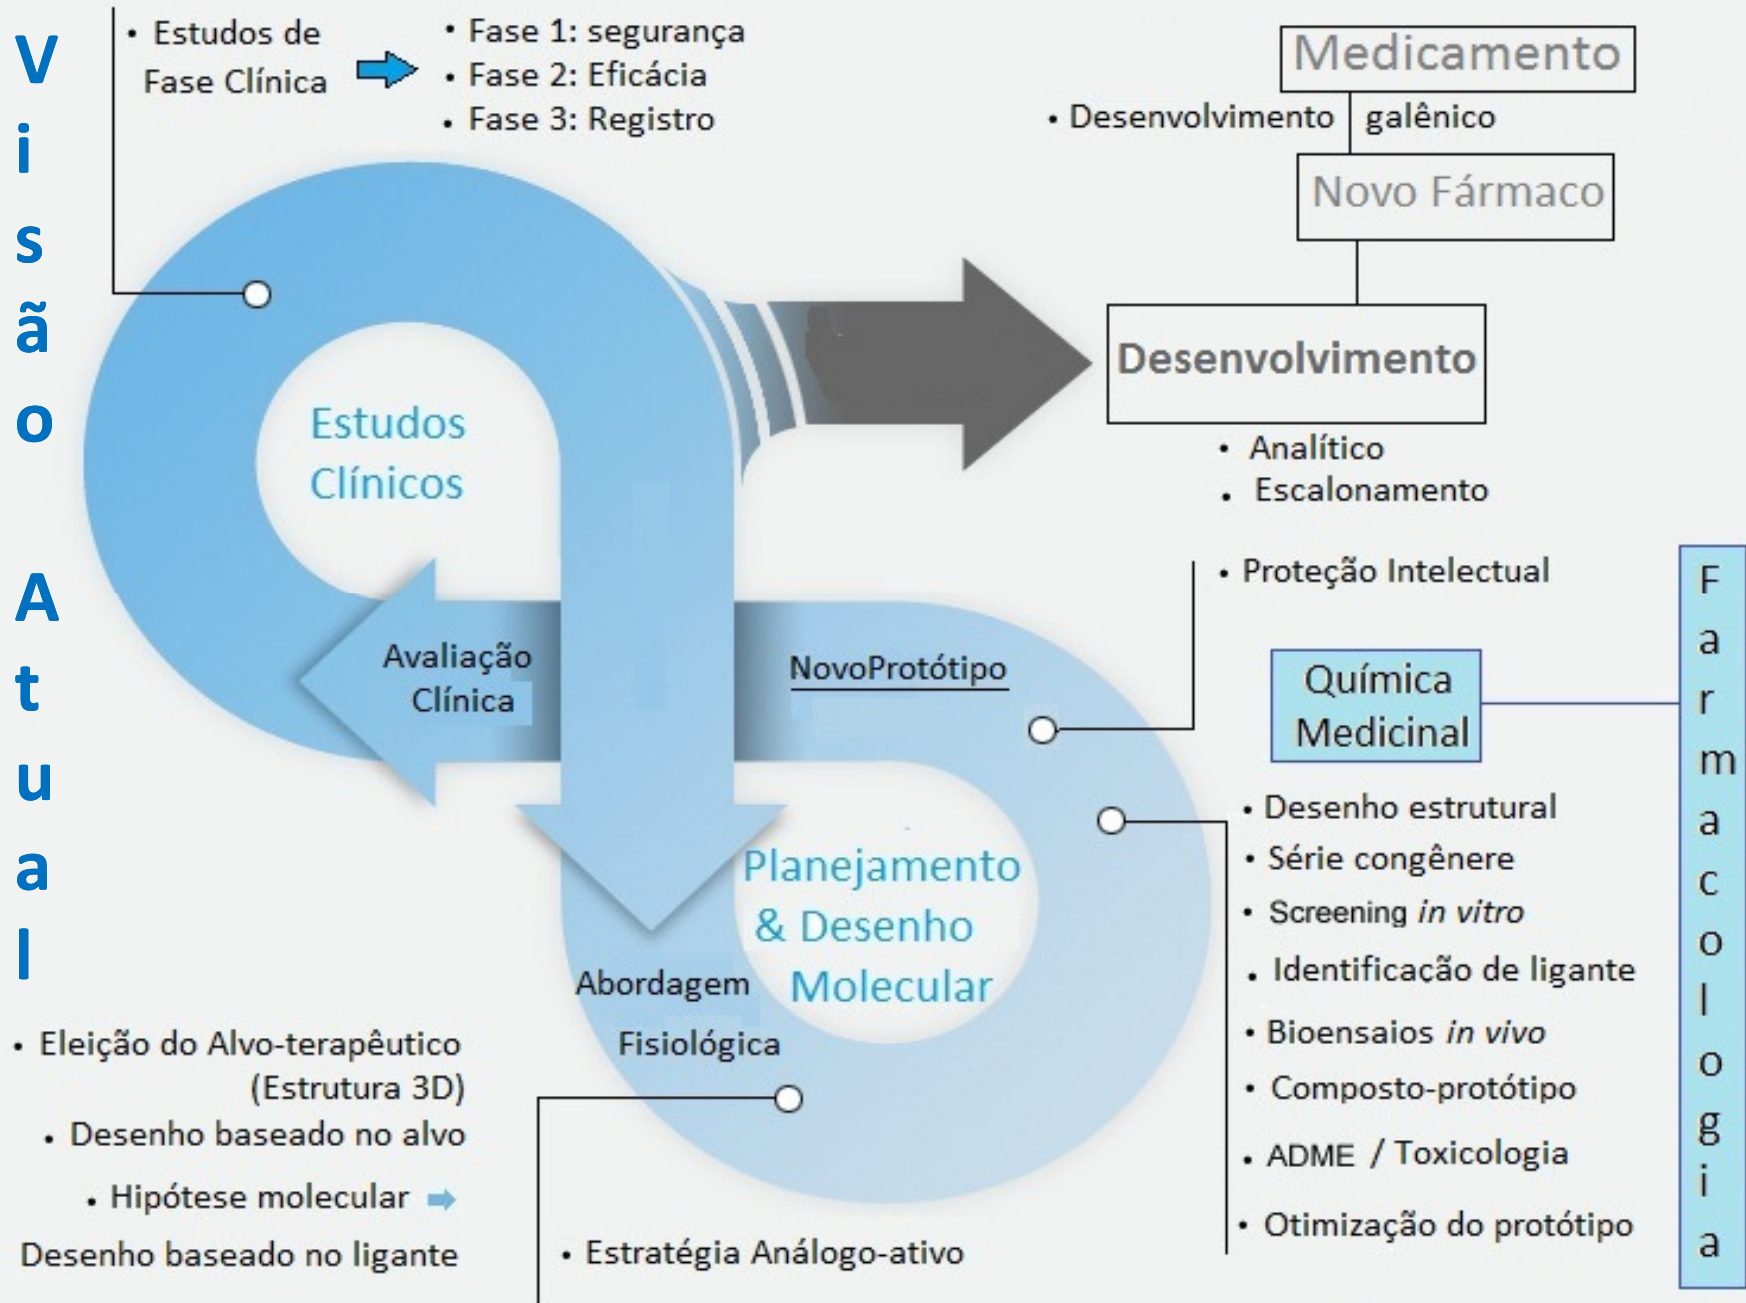 Visão Atual
• Estudos de
Fase Clínica
• Fase 1: segurança
• Fase 2: Eficácia
• Fase 3: Registro
Medicamento
• Desenvolvimento galênico
Novo Fármaco
Desenvolvimento
• Analítico
• Escalonamento
Estudos
Clínicos
• Proteção Intelectual
Avaliação
Clínica
NovoProtótipo
Química
Medicinal
Farmacologia
• Desenho estrutural
• Série congênere
• Screening in vitro
• Identificação de ligante
• Bioensaios in vivo
• Composto-protótipo
• ADME / Toxicologia
• Otimização do protótipo
Planejamento
& Desenho
Molecular
Abordagem
Fisiológica
• Eleição do Alvo-terapêutico
(Estrutura 3D)
• Desenho baseado no alvo
• Hipótese molecular
Desenho baseado no ligante
• Estratégia Análogo-ativo